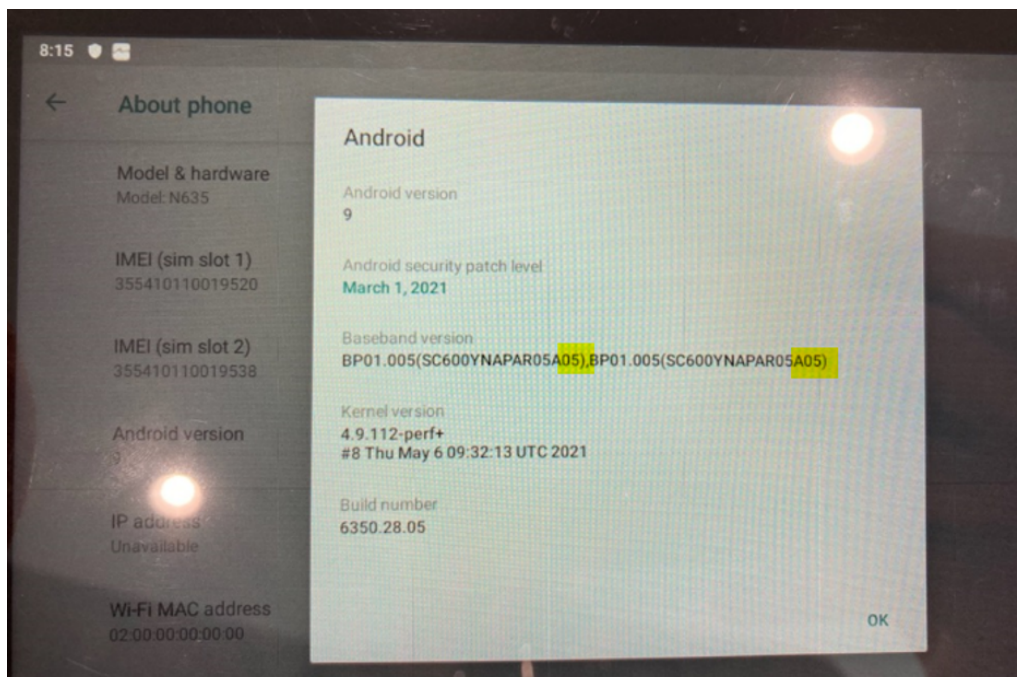 8:15
About phone
Model & hardware
Model: N635
IMEI (sim slot 1)
355410110019520
IMEI (sim slot 2)
355410110019538
Android version
9
IP address
Unavailable
Wi-Fi MAC address
02:00:00:00:00:00
Android
Android version
9
Android security patch level
March 1, 2021
Baseband version
BP01.005(SC600YNAPAR05A05),BP01.005(SC600YNAPAR05A05)
Kernel version
4.9.112-perf+
#8 Thu May 6 09:32:13 UTC 2021
Build number
6350.28.05
OK